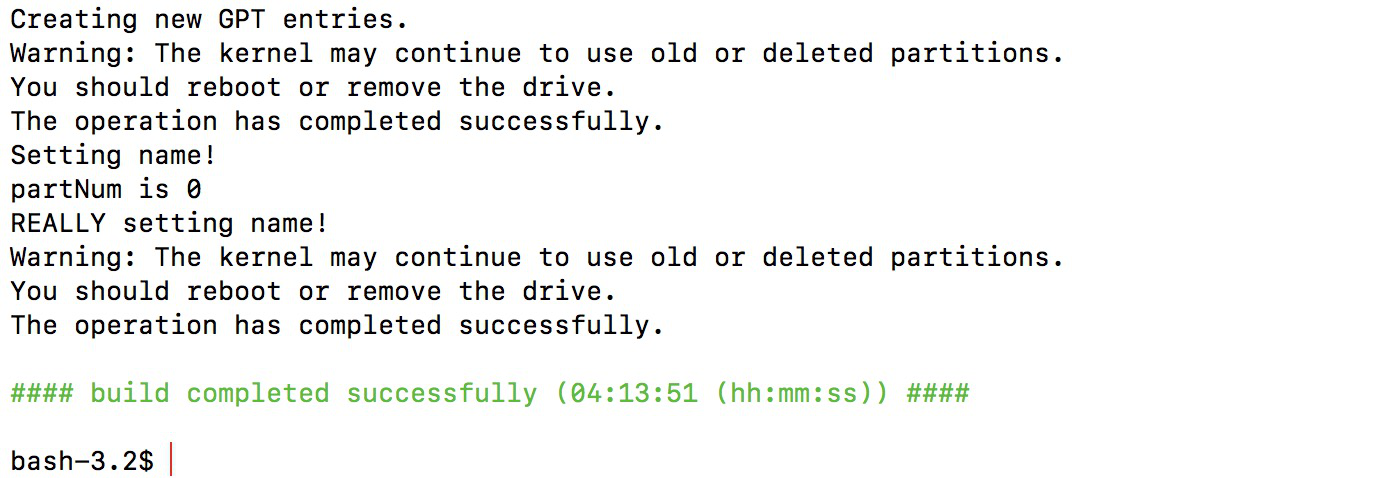 Creating new GPT entries.
Warning: The kernel may continue to use old or deleted partitions.
You should reboot or remove the drive.
The operation has completed successfully.
Setting name!
partNum is 0
REALLY setting name!
Warning: The kernel may continue to use old or deleted partitions.
You should reboot or remove the drive.
The operation has completed successfully.
#### build completed successfully (04:13:51 (hh:mm:ss)) ####
bash-3.2$